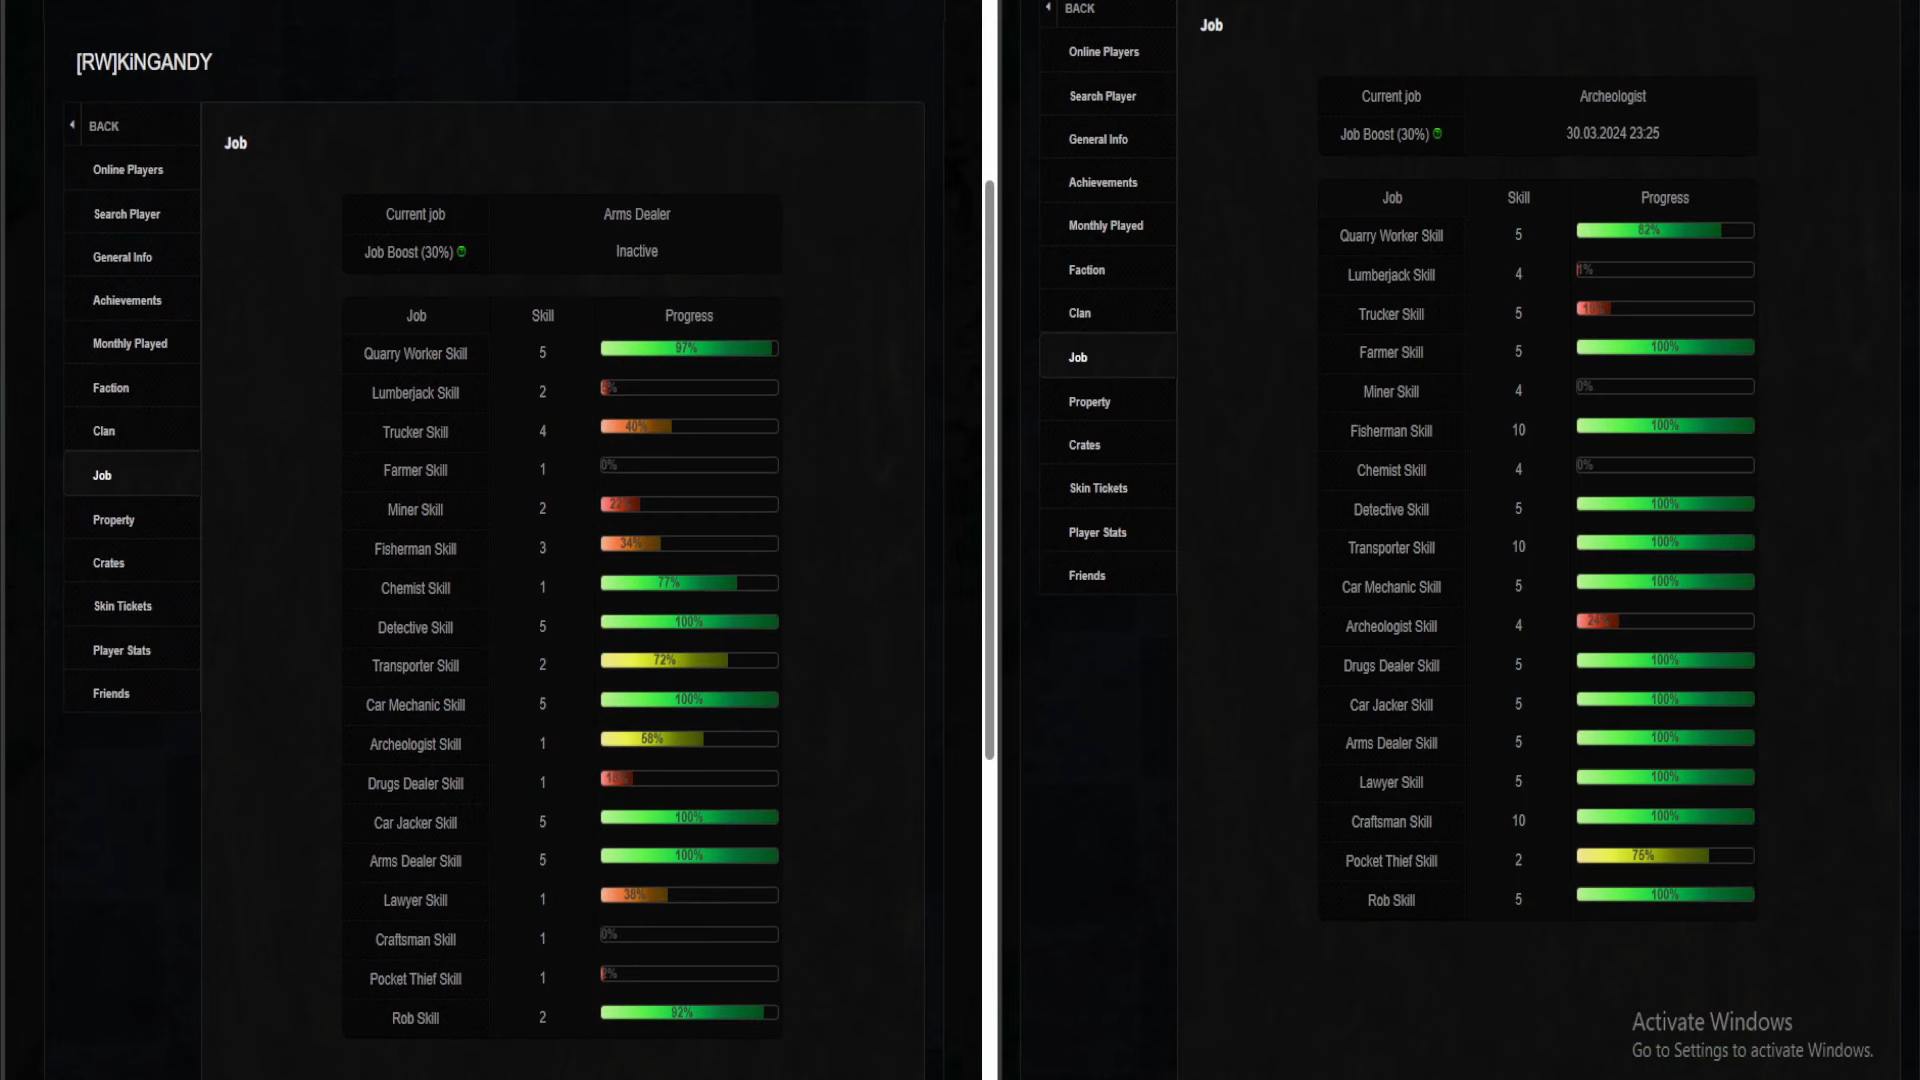 [RW]KiNGANDY
BACK
Online Players
Search Player
General Info
Achievements
Monthly Played
Faction
Clan
Job
Property
Crates
Skin Tickets
Player Stats
Friends
Job
Current job Arms Dealer
Job Boost (30%) Inactive
Job Skill Progress
Quarry Worker Skill 5 97%
Lumberjack Skill 2
Trucker Skill 4 40%
Farmer Skill 1 0%
Miner Skill 2
Fisherman Skill 3 34%
Chemist Skill 1 77%
Detective Skill 5 100%
Transporter Skill 2 72%
Car Mechanic Skill 5 100%
Archeologist Skill 1 58%
Drugs Dealer Skill 1
Car Jacker Skill 5 100%
Arms Dealer Skill 5 100%
Lawyer Skill 1 38%
Craftsman Skill 1 0%
Pocket Thief Skill 1
Rob Skill 2 92%
BACK
Online Players
Search Player
General Info
Achievements
Monthly Played
Faction
Clan
Job
Property
Crates
Skin Tickets
Player Stats
Friends
Job
Current job Archeologist
Job Boost (30%) 30.03.2024 23:25
Job Skill Progress
Quarry Worker Skill 5 82%
Lumberjack Skill 4 1%
Trucker Skill 5
Farmer Skill 5 100%
Miner Skill 4 0%
Fisherman Skill 10 100%
Chemist Skill 4 0%
Detective Skill 5 100%
Transporter Skill 10 100%
Car Mechanic Skill 5 100%
Archeologist Skill 4 24%
Drugs Dealer Skill 5 100%
Car Jacker Skill 5 100%
Arms Dealer Skill 5 100%
Lawyer Skill 5 100%
Craftsman Skill 10 100%
Pocket Thief Skill 2 75%
Rob Skill 5 100%
Activate Windows
Go to Settings to activate Windows.